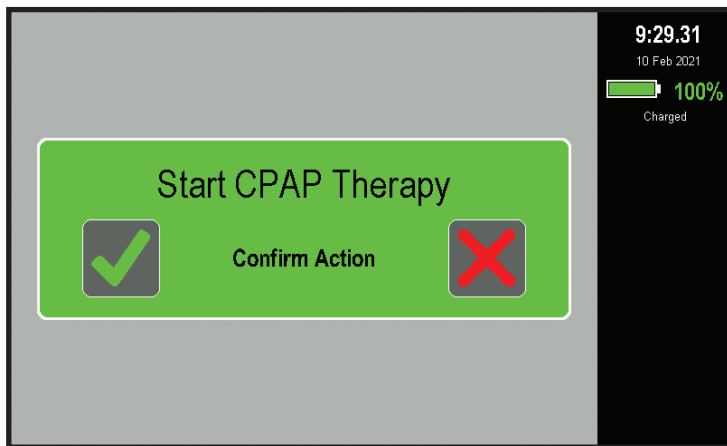 Start CPAP Therapy
Confirm Action
9:29.31
10 Feb 2021
100%
Charged